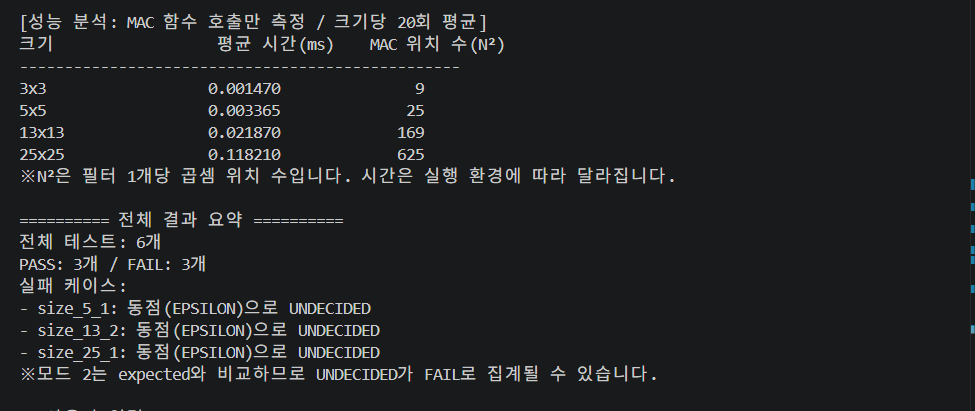 [성능 분석: MAC 함수 호출만 측정 / 크기당 20회 평균]
크기 평균 시간(ms) MAC 위치 수(N²)
-------------------------------------------------
3x3 0.001470 9
5x5 0.003365 25
13x13 0.021870 169
25x25 0.118210 625
※N²은 필터 1개당 곱셈 위치 수입니다. 시간은 실행 환경에 따라 달라집니다.
========== 전체 결과 요약 ==========
전체 테스트: 6개
PASS: 3개 / FAIL: 3개
실패 케이스:
- size_5_1: 동점(EPSILON)으로 UNDECIDED
- size_13_2: 동점(EPSILON)으로 UNDECIDED
- size_25_1: 동점(EPSILON)으로 UNDECIDED
※모드 2는 expected와 비교하므로 UNDECIDED가 FAIL로 집계될 수 있습니다.